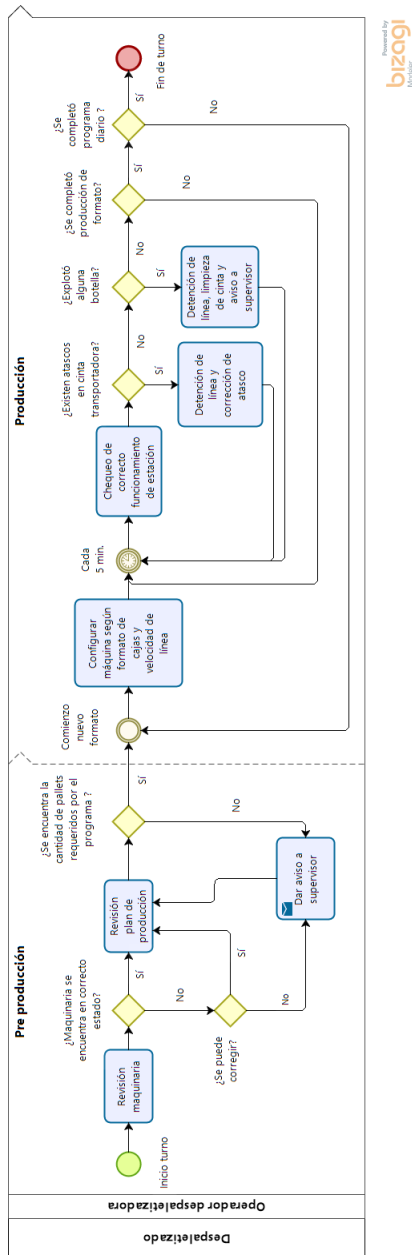 Despaletizado
Operador despaletizadora
Pre producción
Inicio turno
Revisión
maquinaria
¿Maquinaria se
encuentra en correcto
estado?
Sí
No
¿Se puede
corregir?
Sí
No
Revisión
plan de
producción
Dar aviso a
supervisor
¿Se encuentra la
cantidad de pallets
requeridos por el
programa ?
Sí
No
Producción
Comienzo nuevo
formato
Configurar
máquina según
formato de
cajas y
velocidad de
línea
Cada
5 min.
Chequeo de
correcto
funcionamiento
de estación
¿Existen atascos
en cinta
transportadora?
No
Sí
Detención de
línea y
corrección de
atasco
¿Explotó
alguna
botella?
No
Sí
Detención de
línea, limpieza
de cinta y
aviso a
supervisor
¿Se completó
producción de
formato?
Sí
No
¿Se
completó
programa
diario ?
Sí
No
Fin de turno
Powered by
bizagi
Modeler